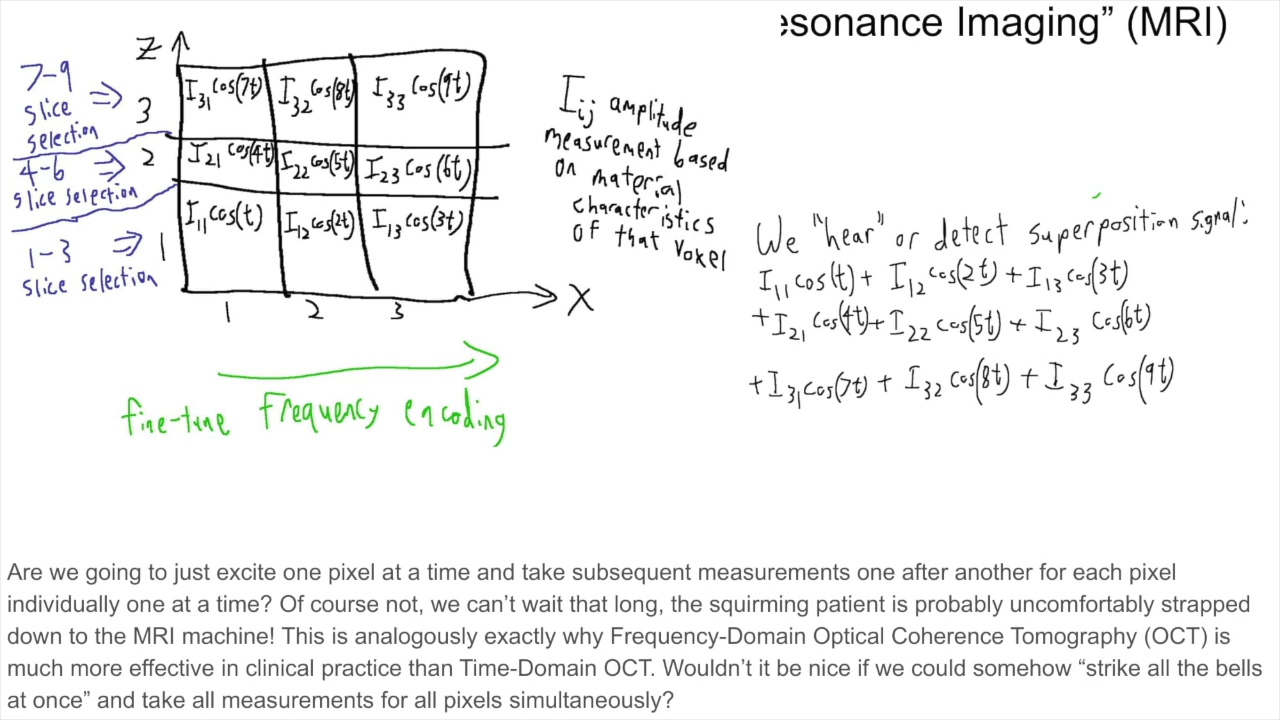 esonance Imaging” (MRI)
Z
7-9
slice
selection
3
I31 cos(7t)
I32 cos(8t)
I33 cos(9t)
4-6
slice selection
2
I21 cos(4t)
I22 cos(5t)
I23 cos(6t)
1-3
slice selection
1
I11 cos(t)
I12 cos(2t)
I13 cos(3t)
1 2 3
X
fine-tune frequency encoding
Iij amplitude
measurement based
on material
characteristics
of that voxel
We "hear" or detect superposition signal:
I11 cos(t) + I12 cos(2t) + I13 cos(3t)
+ I21 cos(4t) + I22 cos(5t) + I23 cos(6t)
+ I31 cos(7t) + I32 cos(8t) + I33 cos(9t)
Are we going to just excite one pixel at a time and take subsequent measurements one after another for each pixel
individually one at a time? Of course not, we can’t wait that long, the squirming patient is probably uncomfortably strapped
down to the MRI machine! This is analogously exactly why Frequency-Domain Optical Coherence Tomography (OCT) is
much more effective in clinical practice than Time-Domain OCT. Wouldn’t it be nice if we could somehow “strike all the bells
at once” and take all measurements for all pixels simultaneously?